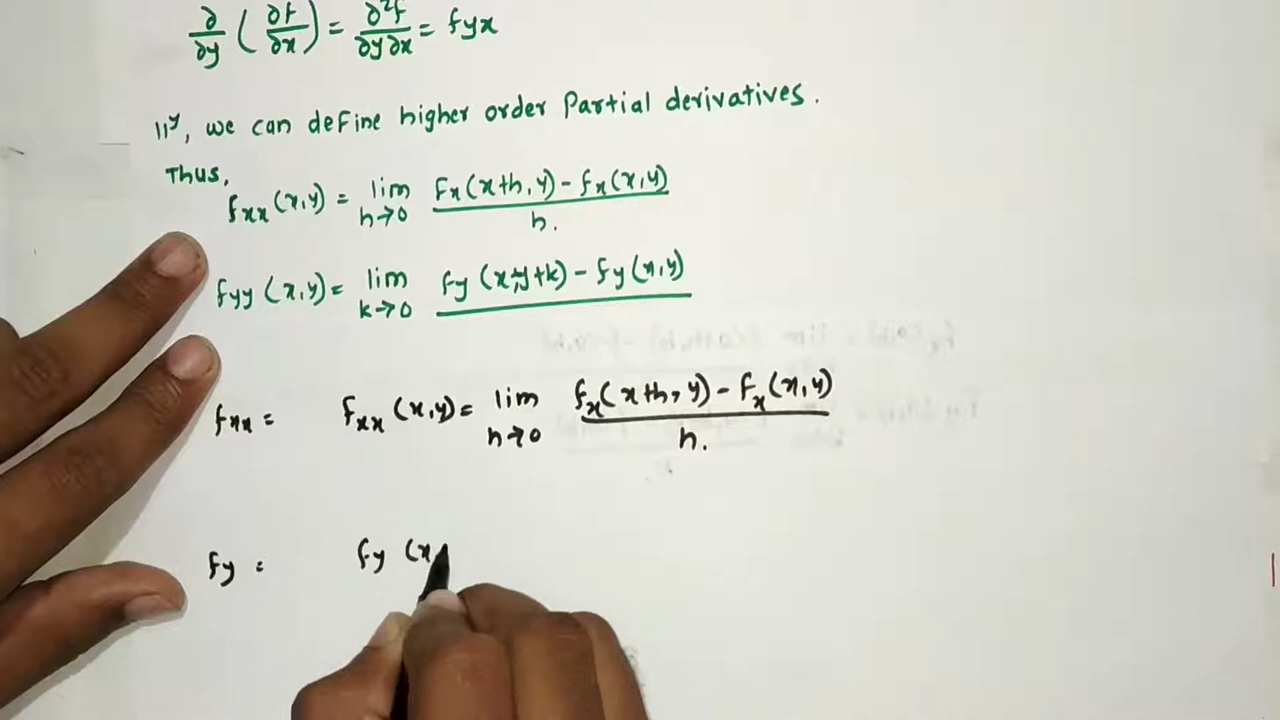 ∂/∂y (∂f/∂x) = ∂²f/∂y∂x = fyx
|||y, we can define higher order Partial derivatives.
Thus,
fxx (x,y) = lim h→0 fx(x+h, y) - fx(x,y) / h.
fyy (x,y) = lim k→0 fy (x,y+k) - fy(x,y)
fxx = fxx (x,y) = lim h→0 fx(x+h, y) - fx(x,y) / h.
fy = fy (x